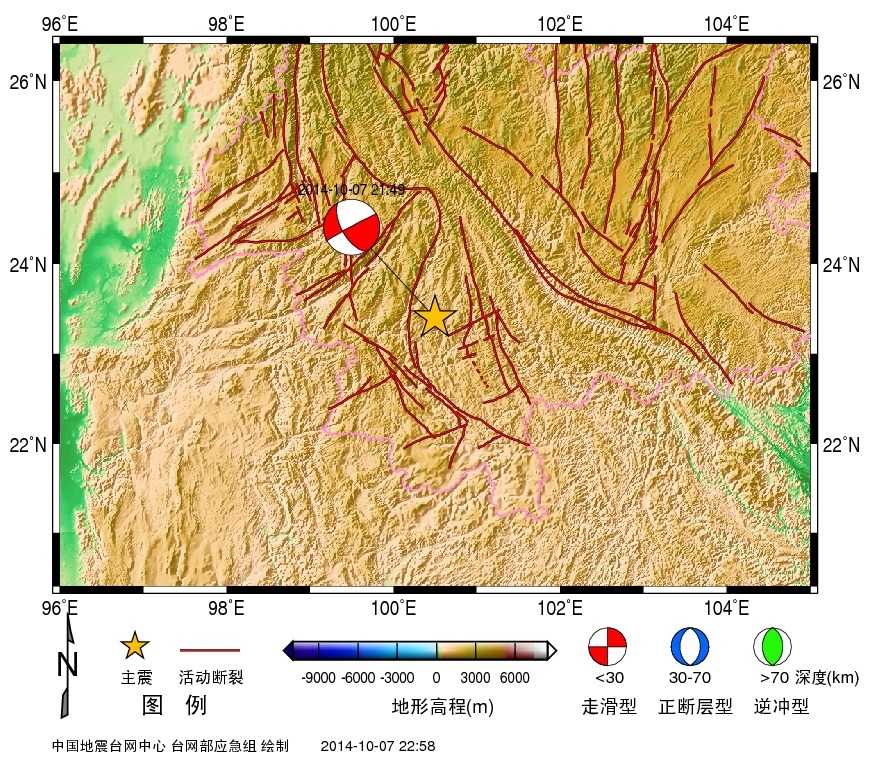 96°E 98°E 100°E 102°E 104°E
26°N 26°N
2014-10-07 21:49
24°N 24°N
22°N 22°N
96°E 98°E 100°E 102°E 104°E
N
主震 活动断裂
图 例
-9000 -6000 -3000 0 3000 6000
地形高程(m)
<30 30-70 >70 深度(km)
走滑型 正断层型 逆冲型
中国地震台网中心 台网部应急组 绘制 2014-10-07 22:58